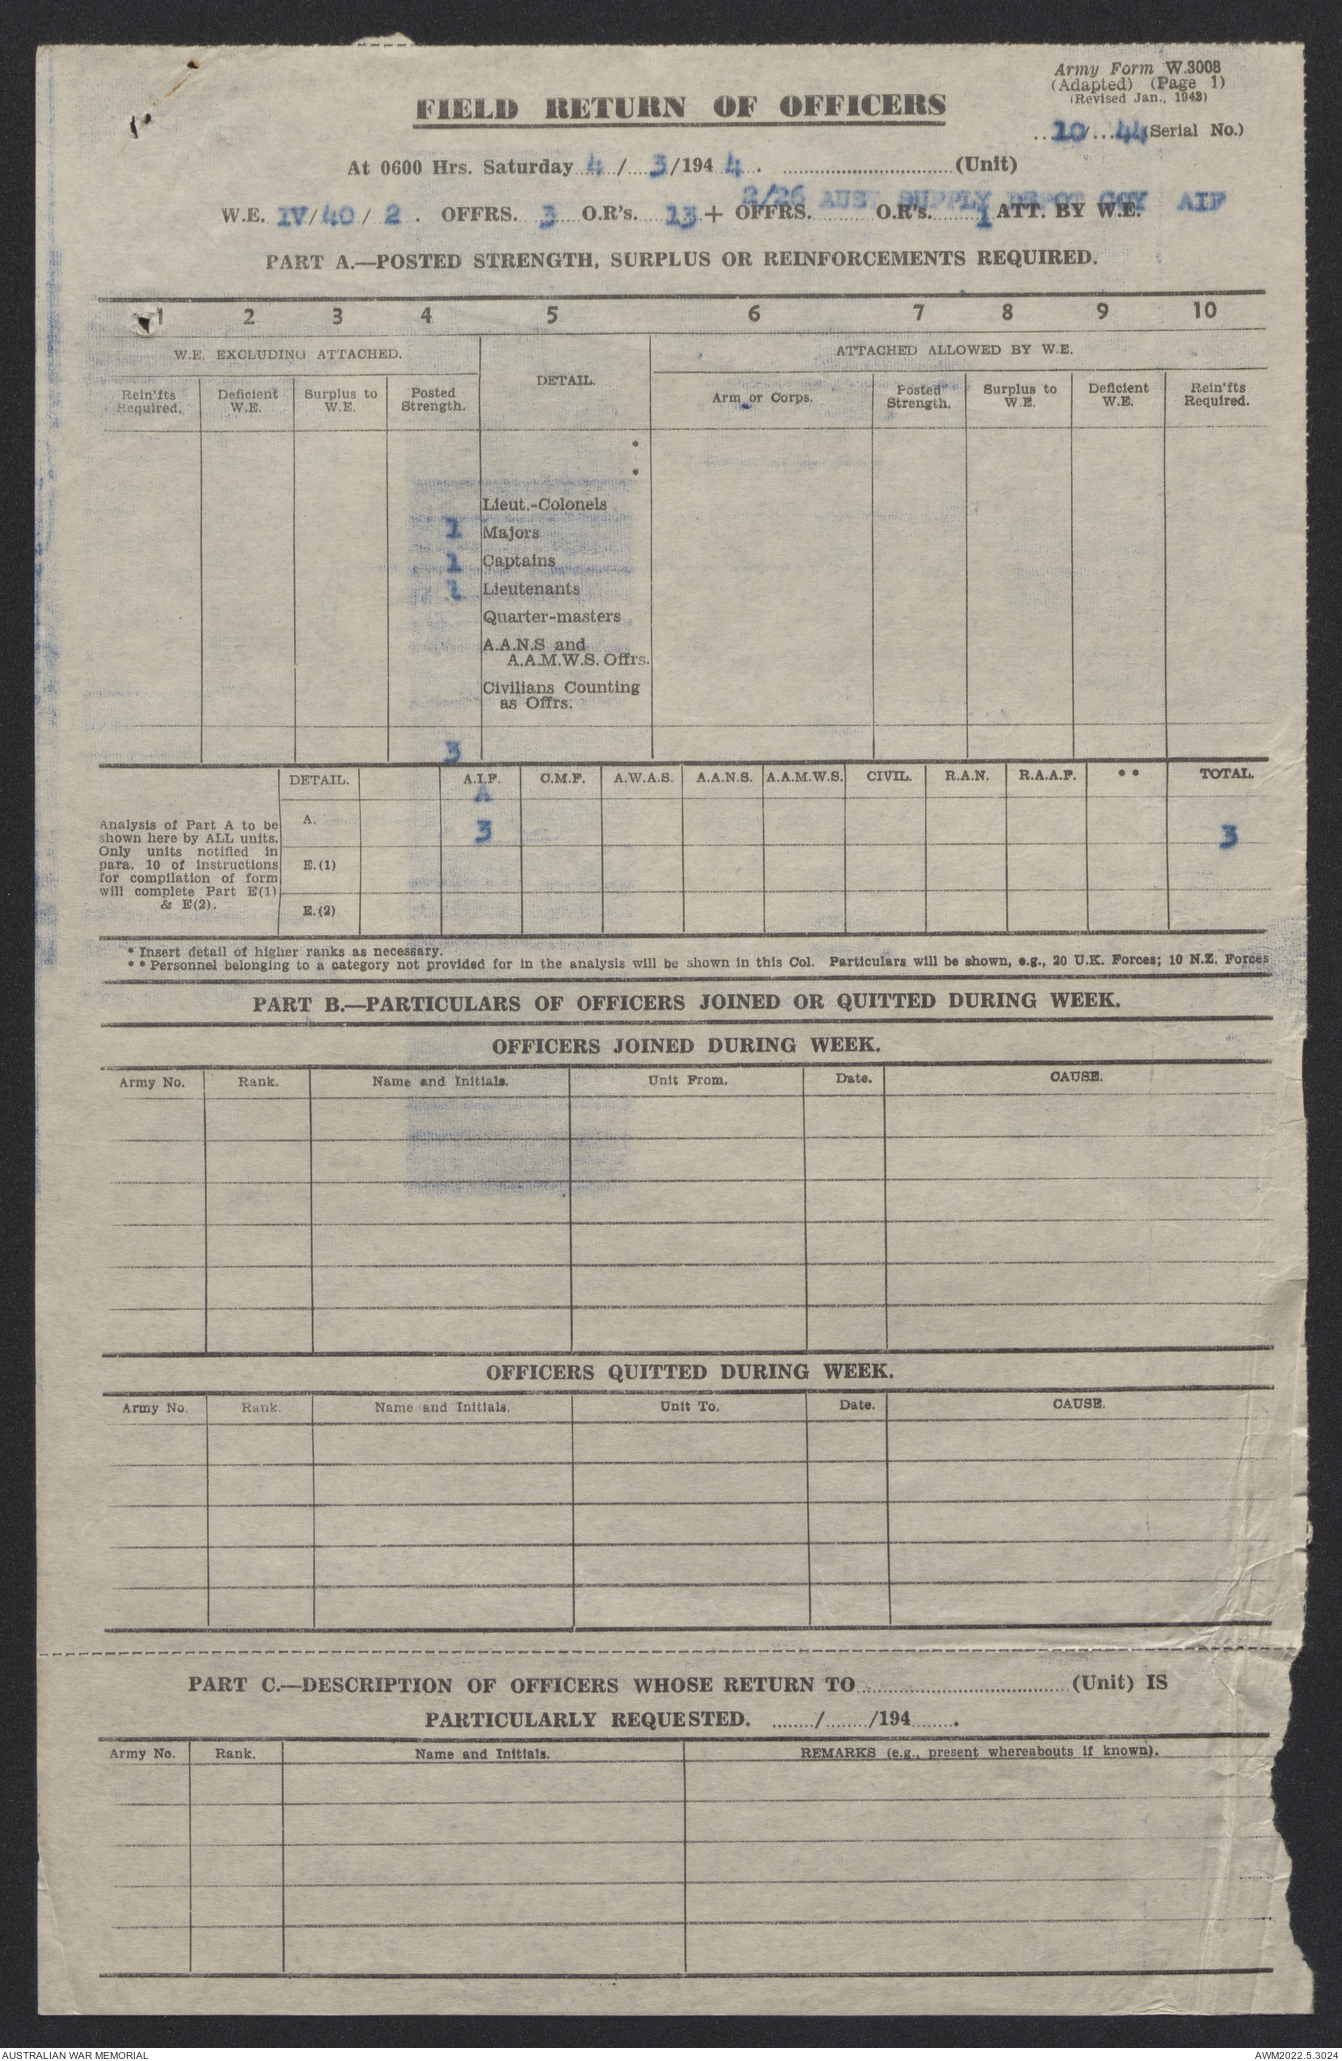 Army Form W.3008
(Adapted) (Page 1)
(Revised Jan., 1943)
FIELD RETURN OF OFFICERS
10/ 44 (Serial No.)
At 0600 Hrs. Saturday 4 / 3 /194 4 . (Unit)
2/26 AUST SUPPLY DEPOT COY AIF
W.E. IV/ 40 / 2 . OFFRS. 3 O.R's. 13 + OFFRS. O.R's. 1 ATT. BY W.E.
PART A.—POSTED STRENGTH, SURPLUS OR REINFORCEMENTS REQUIRED.
1 2 3 4 5 6 7 8 9 10
W.E. EXCLUDING ATTACHED. DETAIL. ATTACHED ALLOWED BY W.E.
Rein'fts Required. Deficient W.E. Surplus to W.E. Posted Strength. Arm or Corps. Posted Strength. Surplus to W.E. Deficient W.E. Rein'fts Required.
*
*
Lieut.-Colonels
1 Majors
1 Captains
1 Lieutenants
Quarter-masters
A.A.N.S and
A.A.M.W.S. Offrs.
Civilians Counting
as Offrs.
3
DETAIL. A.I.F. C.M.F. A.W.A.S. A.A.N.S. A.A.M.W.S. CIVIL. R.A.N. R.A.A.F. * * TOTAL.
A
Analysis of Part A to be
shown here by ALL units.
Only units notified in
para. 10 of instructions
for compilation of form
will complete Part E(1)
& E(2).
A. 3 3
E.(1)
E.(2)
* Insert detail of higher ranks as necessary.
* * Personnel belonging to a category not provided for in the analysis will be shown in this Col. Particulars will be shown, e.g., 20 U.K. Forces; 10 N.Z. Forces
PART B.—PARTICULARS OF OFFICERS JOINED OR QUITTED DURING WEEK.
OFFICERS JOINED DURING WEEK.
Army No. Rank. Name and Initials. Unit From. Date. CAUSE.
OFFICERS QUITTED DURING WEEK.
Army No. Rank. Name and Initials. Unit To. Date. CAUSE.
PART C.—DESCRIPTION OF OFFICERS WHOSE RETURN TO (Unit) IS
PARTICULARLY REQUESTED. / /194 .
Army No. Rank. Name and Initials. REMARKS (e.g., present whereabouts if known).
AUSTRALIAN WAR MEMORIAL AWM2022.5.3024